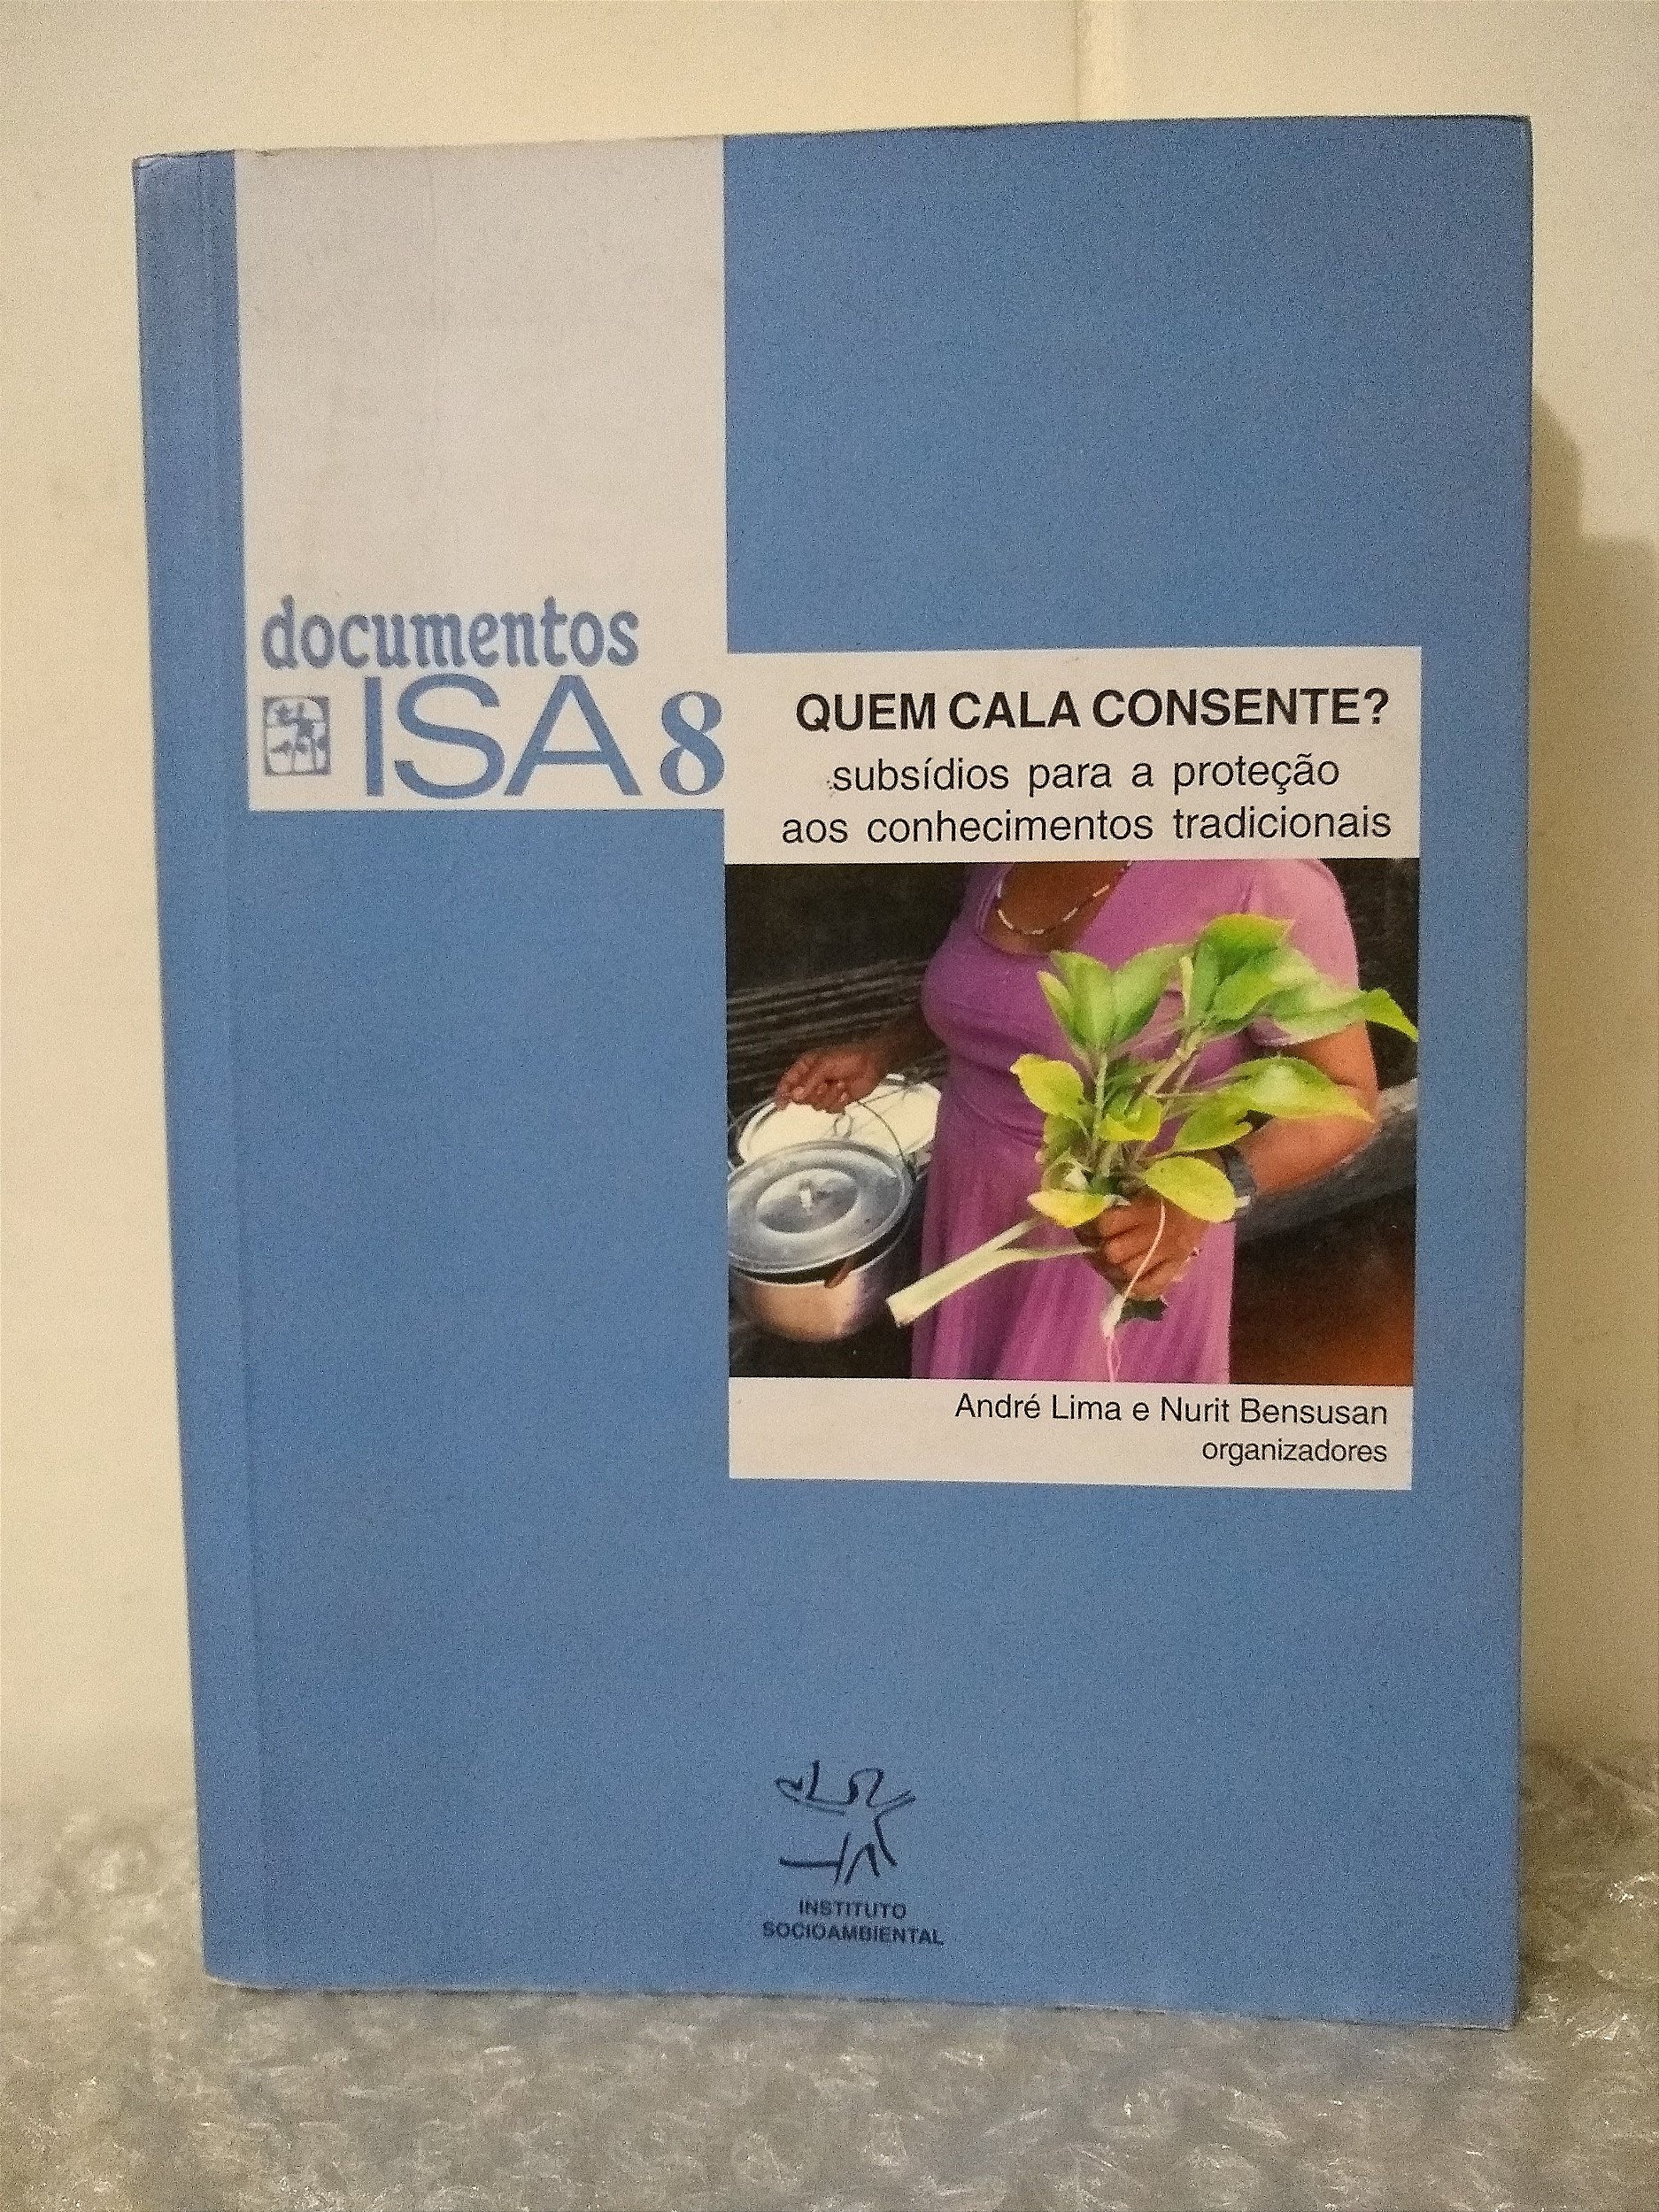 documentos
ISA 8
QUEM CALA CONSENTE?
subsídios para a proteção
aos conhecimentos tradicionais
André Lima e Nurit Bensusan
organizadores
INSTITUTO
SOCIOAMBIENTAL